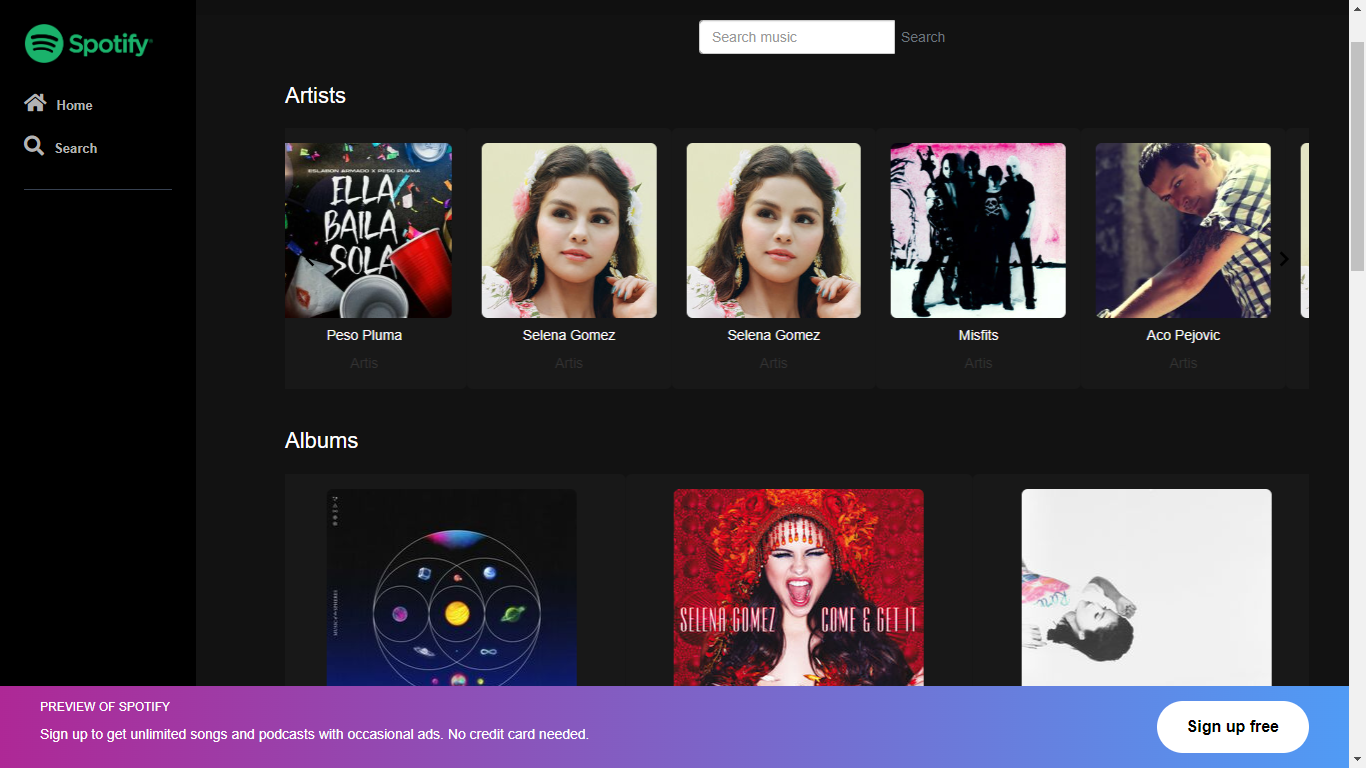 Spotify
Home
Search
Search music
Search
Artists
ESLABON ARMADO X PESO PLUMA
ELLA
BAILA
SOLA
Peso Pluma
Artis
Selena Gomez
Artis
Selena Gomez
Artis
Misfits
Artis
Aco Pejovic
Artis
Albums
SELENA GOMEZ
COME & GET IT
Rare
PREVIEW OF SPOTIFY
Sign up to get unlimited songs and podcasts with occasional ads. No credit card needed.
Sign up free